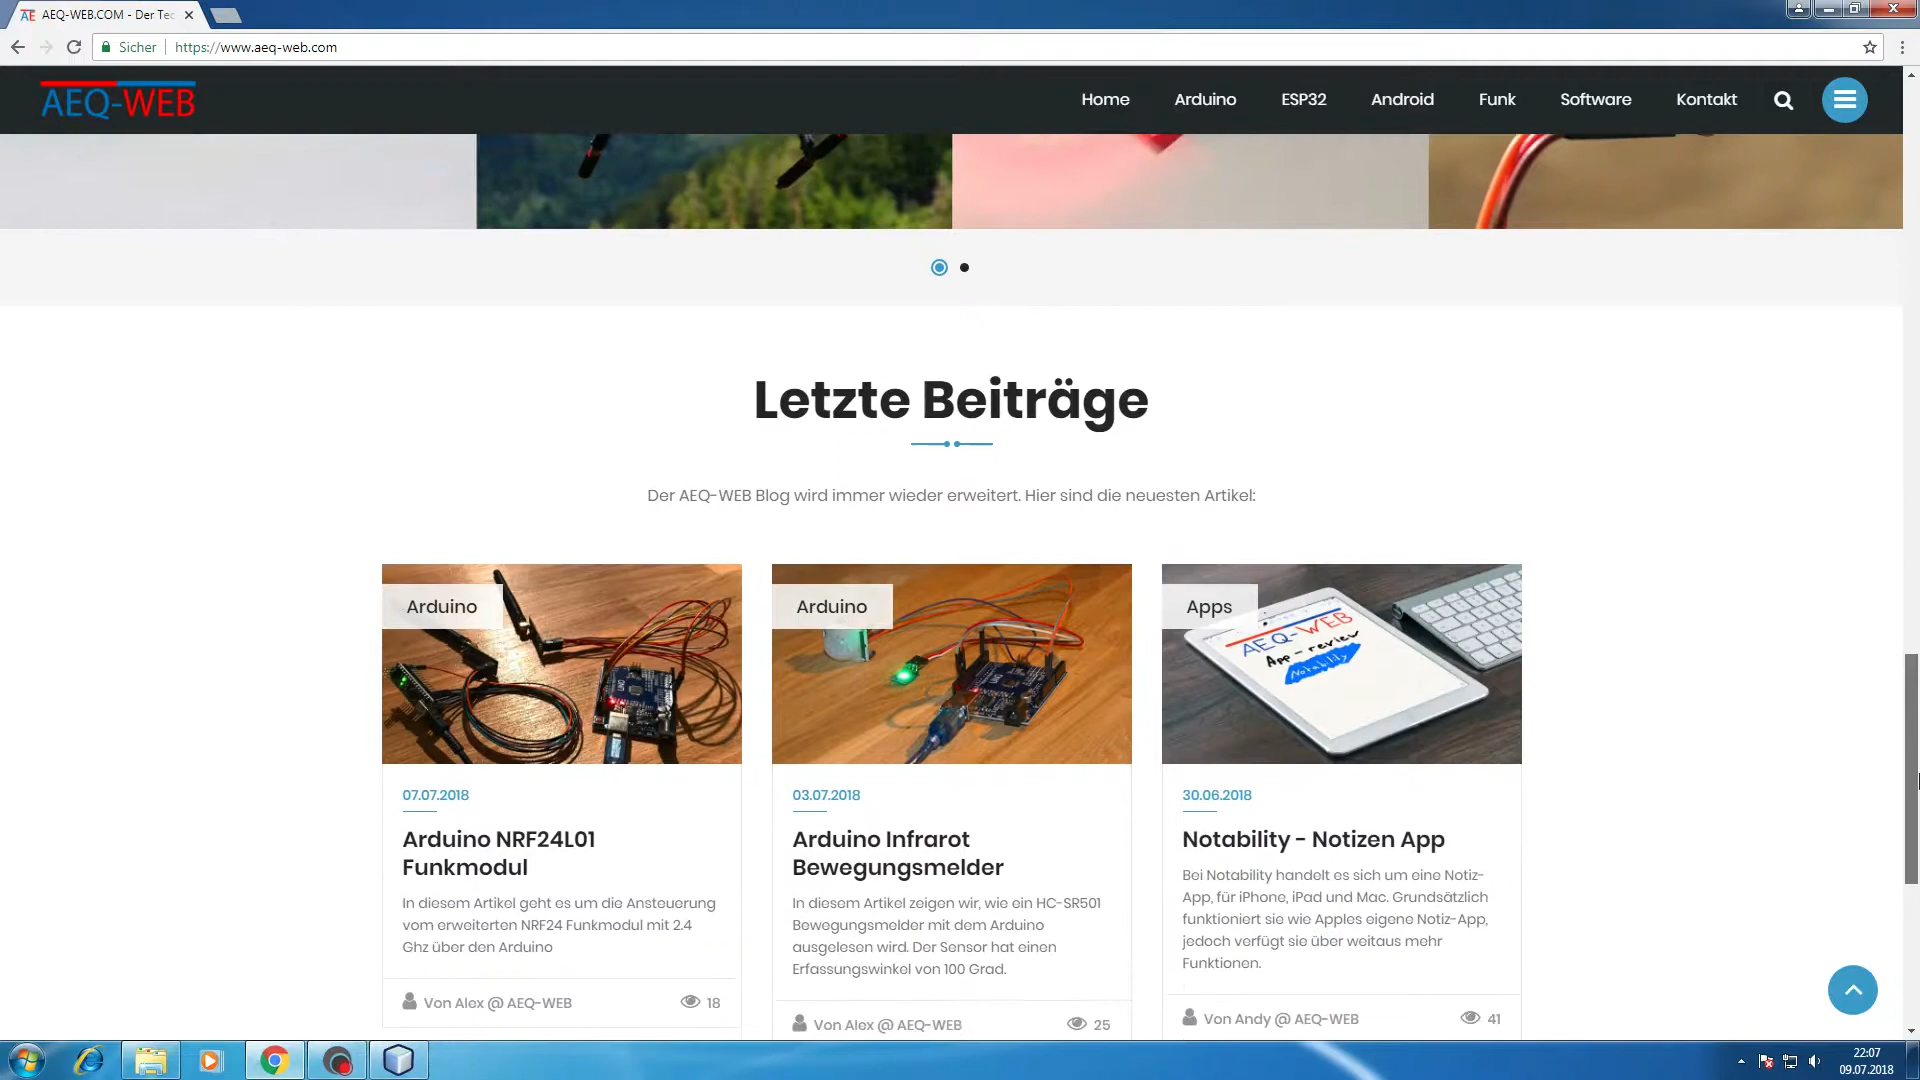 AEQ-WEB.COM - Der Tec
Sicher
https://www.aeq-web.com
AEQ-WEB
Home
Arduino
ESP32
Android
Funk
Software
Kontakt
Letzte Beiträge
Der AEQ-WEB Blog wird immer wieder erweitert. Hier sind die neuesten Artikel:
Arduino
07.07.2018
Arduino NRF24L01
Funkmodul
In diesem Artikel geht es um die Ansteuerung
vom erweiterten NRF24 Funkmodul mit 2.4
Ghz über den Arduino
Von Alex @ AEQ-WEB
18
Arduino
UNO
03.07.2018
Arduino Infrarot
Bewegungsmelder
In diesem Artikel zeigen wir, wie ein HC-SR501
Bewegungsmelder mit dem Arduino
ausgelesen wird. Der Sensor hat einen
Erfassungswinkel von 100 Grad.
Von Alex @ AEQ-WEB
25
Apps
AEQ-WEB
App-review
Notability
30.06.2018
Notability - Notizen App
Bei Notability handelt es sich um eine Notiz-
App, für iPhone, iPad und Mac. Grundsätzlich
funktioniert sie wie Apples eigene Notiz-App,
jedoch verfügt sie über weitaus mehr
Funktionen.
Von Andy @ AEQ-WEB
41
22:07
09.07.2018